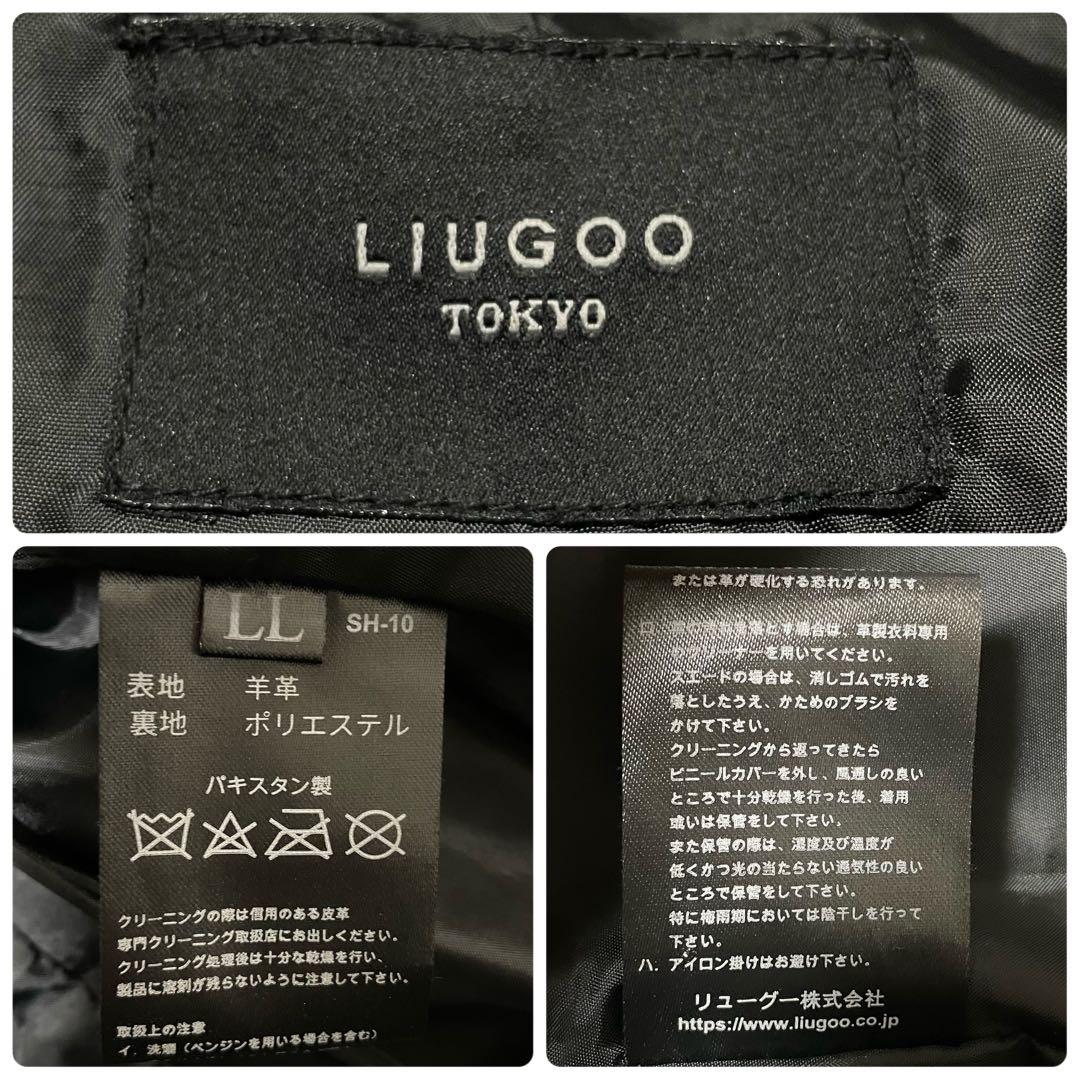 LIUGOO
TOKYO
LL
SH-10
表地 羊革
裏地 ポリエステル
パキスタン製
クリーニングの際は信用のある皮革
専門クリーニング取扱店にお出しください。
クリーニング処理後は十分な乾燥を行い、
製品に溶剤が残らないように注意して下さい。
取扱上の注意
イ. 洗濯（ベンジンを用いる場合を含む）
または革が硬化する恐れがあります。
場合は、革製衣料専用
クリーナーを用いてください。
スエードの場合は、消しゴムで汚れを
落としたうえ、かためのブラシを
かけて下さい。
クリーニングから返ってきたら
ビニールカバーを外し、風通しの良い
ところで十分乾燥を行った後、着用
或いは保管をして下さい。
また保管の際は、湿度及び温度が
低くかつ光の当たらない通気性の良い
ところで保管をして下さい。
特に梅雨期においては陰干しを行って
下さい。
ハ. アイロン掛けはお避け下さい。
リューグー株式会社
https://www.liugoo.co.jp